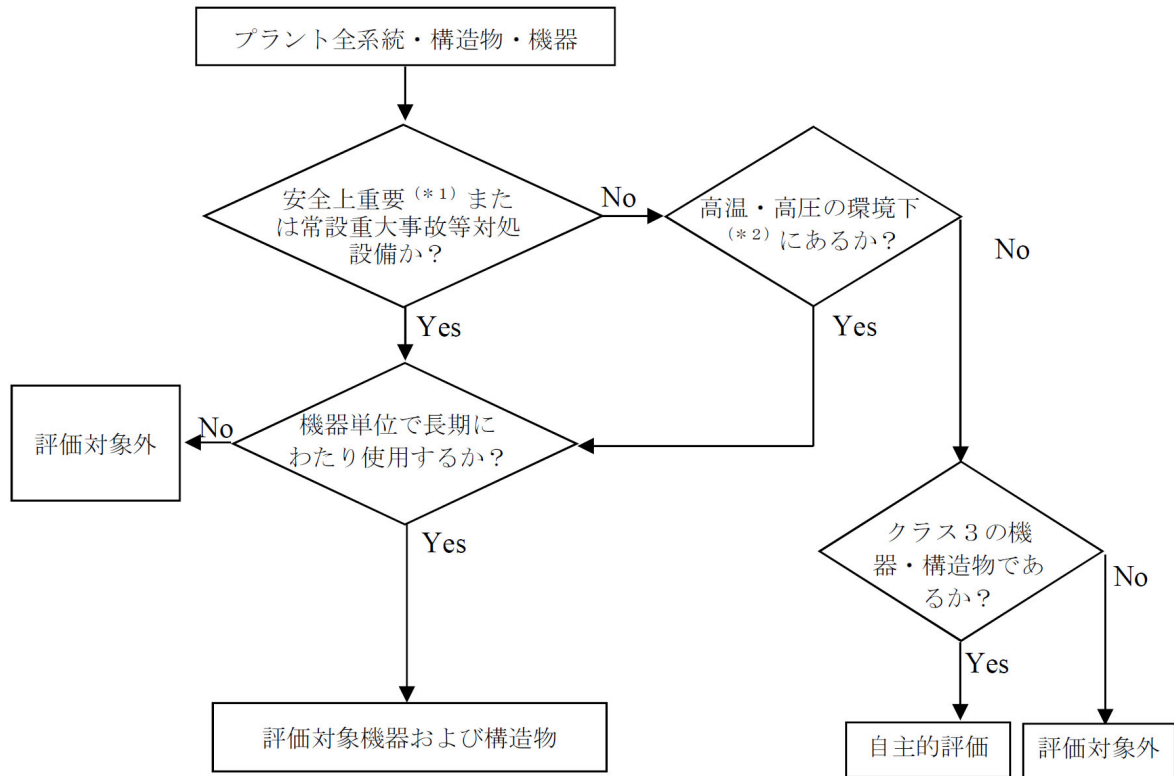 プラント全系統・構造物・機器
安全上重要(＊1)また
は常設重大事故等対処
設備か？
No
高温・高圧の環境下
(＊2)にあるか？
No
Yes
Yes
機器単位で長期に
わたり使用するか？
No
評価対象外
Yes
クラス３の機
器・構造物であ
るか？
No
Yes
評価対象機器および構造物
自主的評価
評価対象外